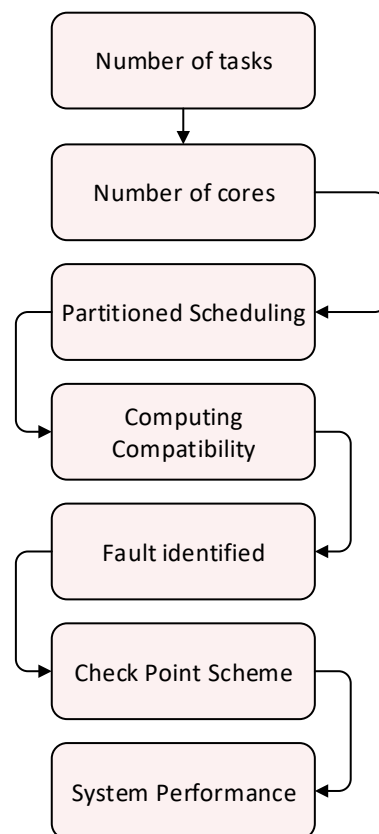 Number of tasks
Number of cores
Partitioned Scheduling
Computing
Compatibility
Fault identified
Check Point Scheme
System Performance